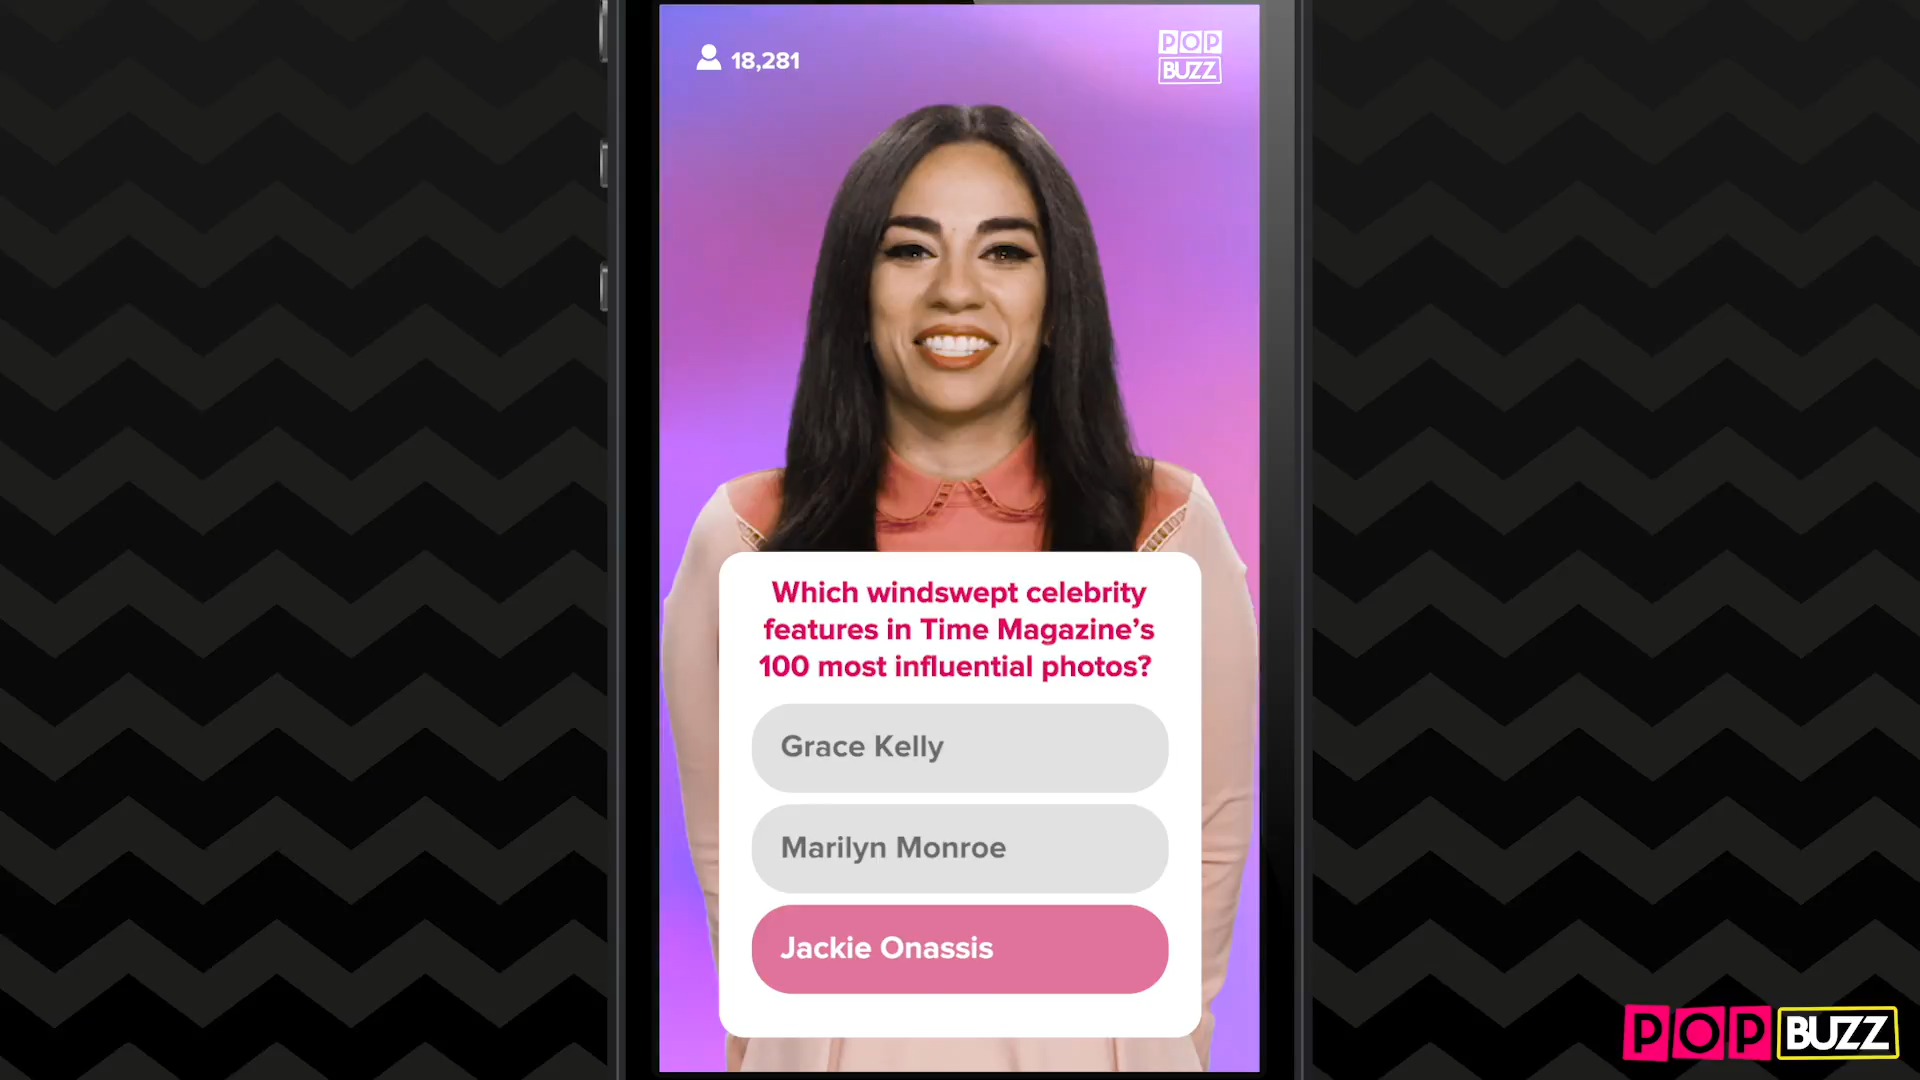 18,281
POP
BUZZ
Which windswept celebrity
features in Time Magazine’s
100 most influential photos?
Grace Kelly
Marilyn Monroe
Jackie Onassis
POP BUZZ